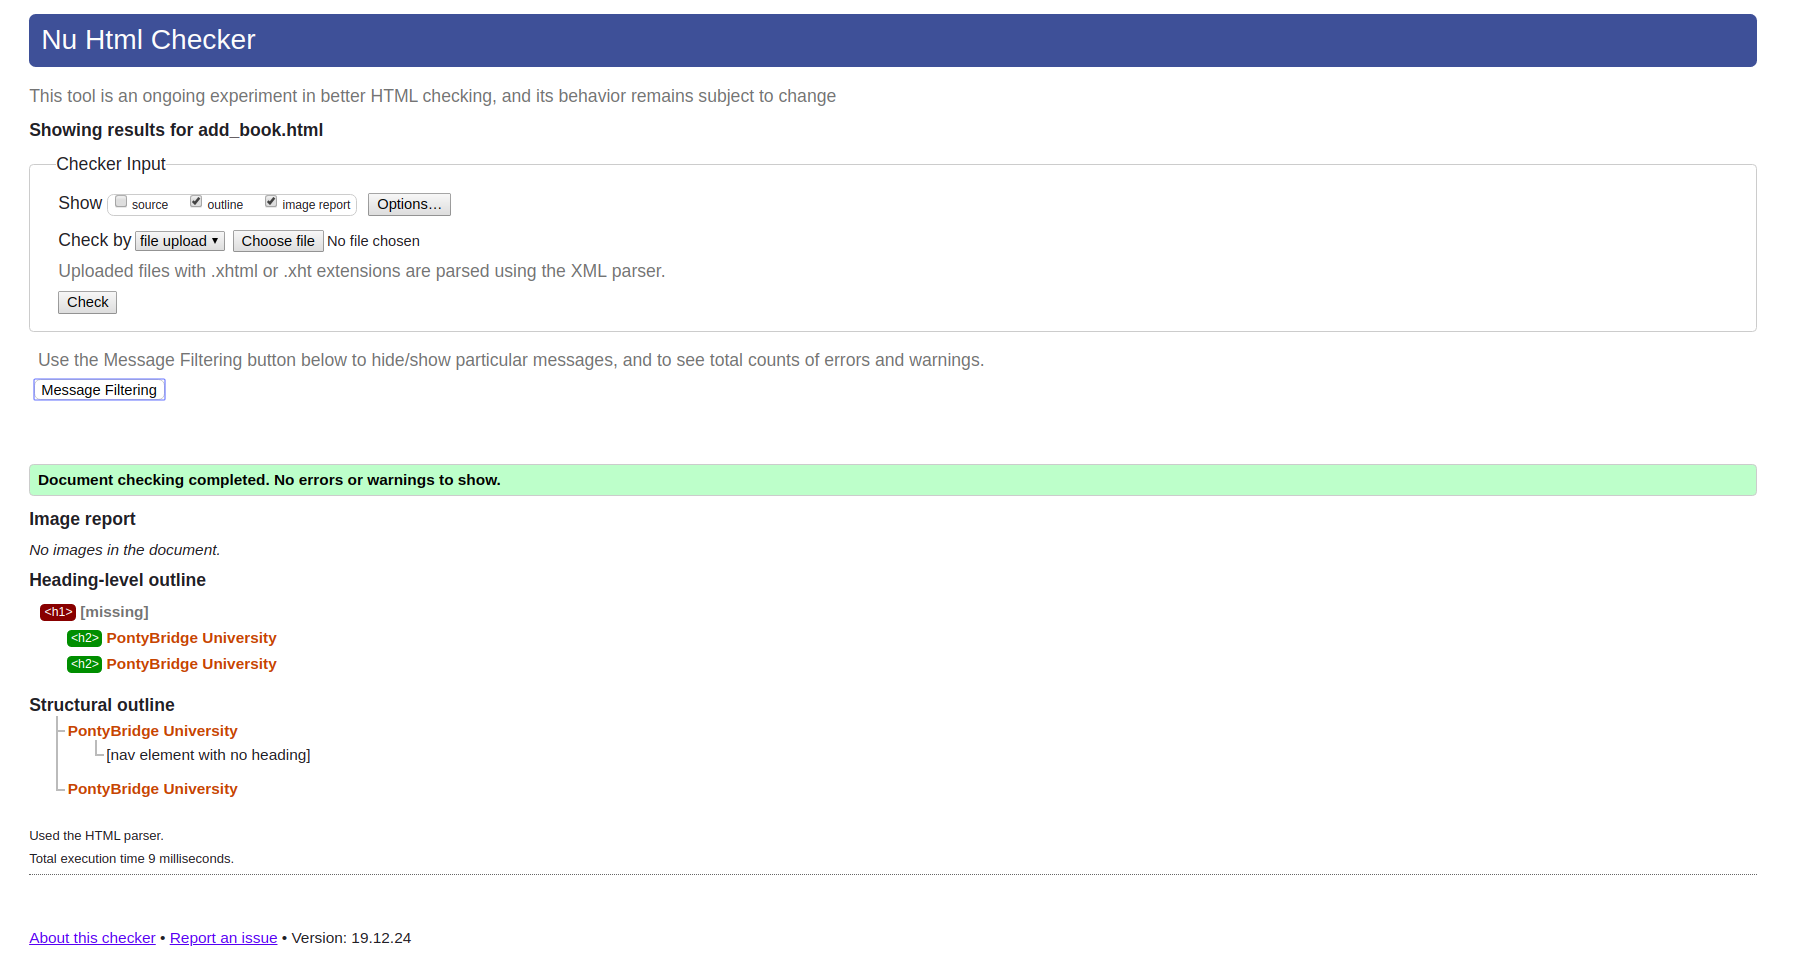 Nu Html Checker
This tool is an ongoing experiment in better HTML checking, and its behavior remains subject to change
Showing results for add_book.html
Checker Input
Show source outline image report Options…
Check by file upload Choose file No file chosen
Uploaded files with .xhtml or .xht extensions are parsed using the XML parser.
Check
Use the Message Filtering button below to hide/show particular messages, and to see total counts of errors and warnings.
Message Filtering
Document checking completed. No errors or warnings to show.
Image report
No images in the document.
Heading-level outline
<h1> [missing]
<h2> PontyBridge University
<h2> PontyBridge University
Structural outline
PontyBridge University
[nav element with no heading]
PontyBridge University
Used the HTML parser.
Total execution time 9 milliseconds.
About this checker • Report an issue • Version: 19.12.24